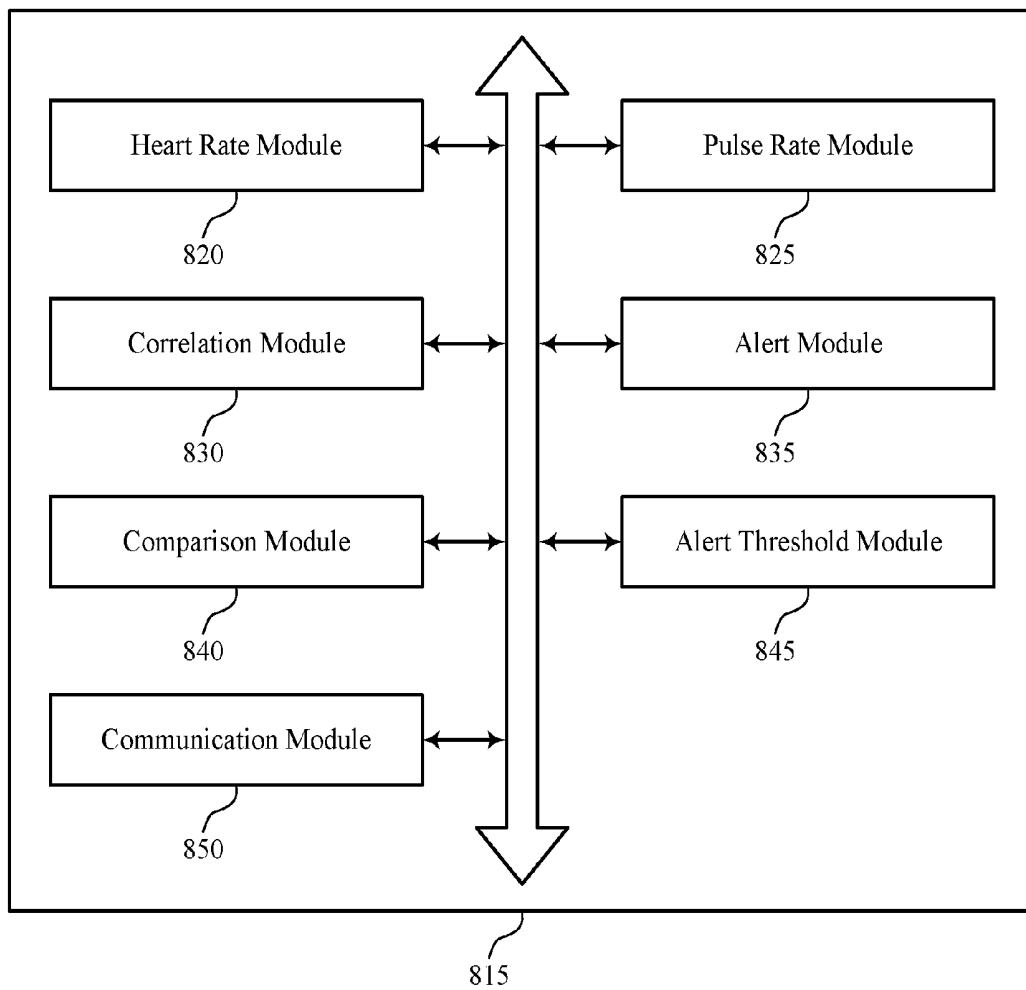 Heart Rate Module
Pulse Rate Module
820
825
Correlation Module
Alert Module
830
835
Comparison Module
Alert Threshold Module
840
845
Communication Module
850
815